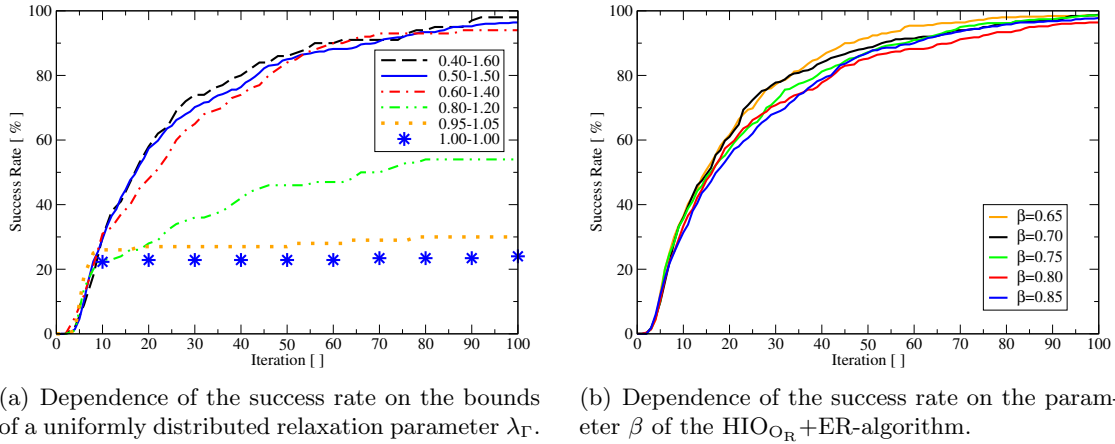 100
80
60
40
20
0
Success Rate [ % ]
0 10 20 30 40 50 60 70 80 90 100
Iteration [ ]
0.40-1.60
0.50-1.50
0.60-1.40
0.80-1.20
0.95-1.05
1.00-1.00
100
80
60
40
20
0
Success Rate [ % ]
0 10 20 30 40 50 60 70 80 90 100
Iteration [ ]
β=0.65
β=0.70
β=0.75
β=0.80
β=0.85
(a) Dependence of the success rate on the bounds
of a uniformly distributed relaxation parameter λ_Γ.
(b) Dependence of the success rate on the param-
eter β of the HIO_{O_R}+ER-algorithm.